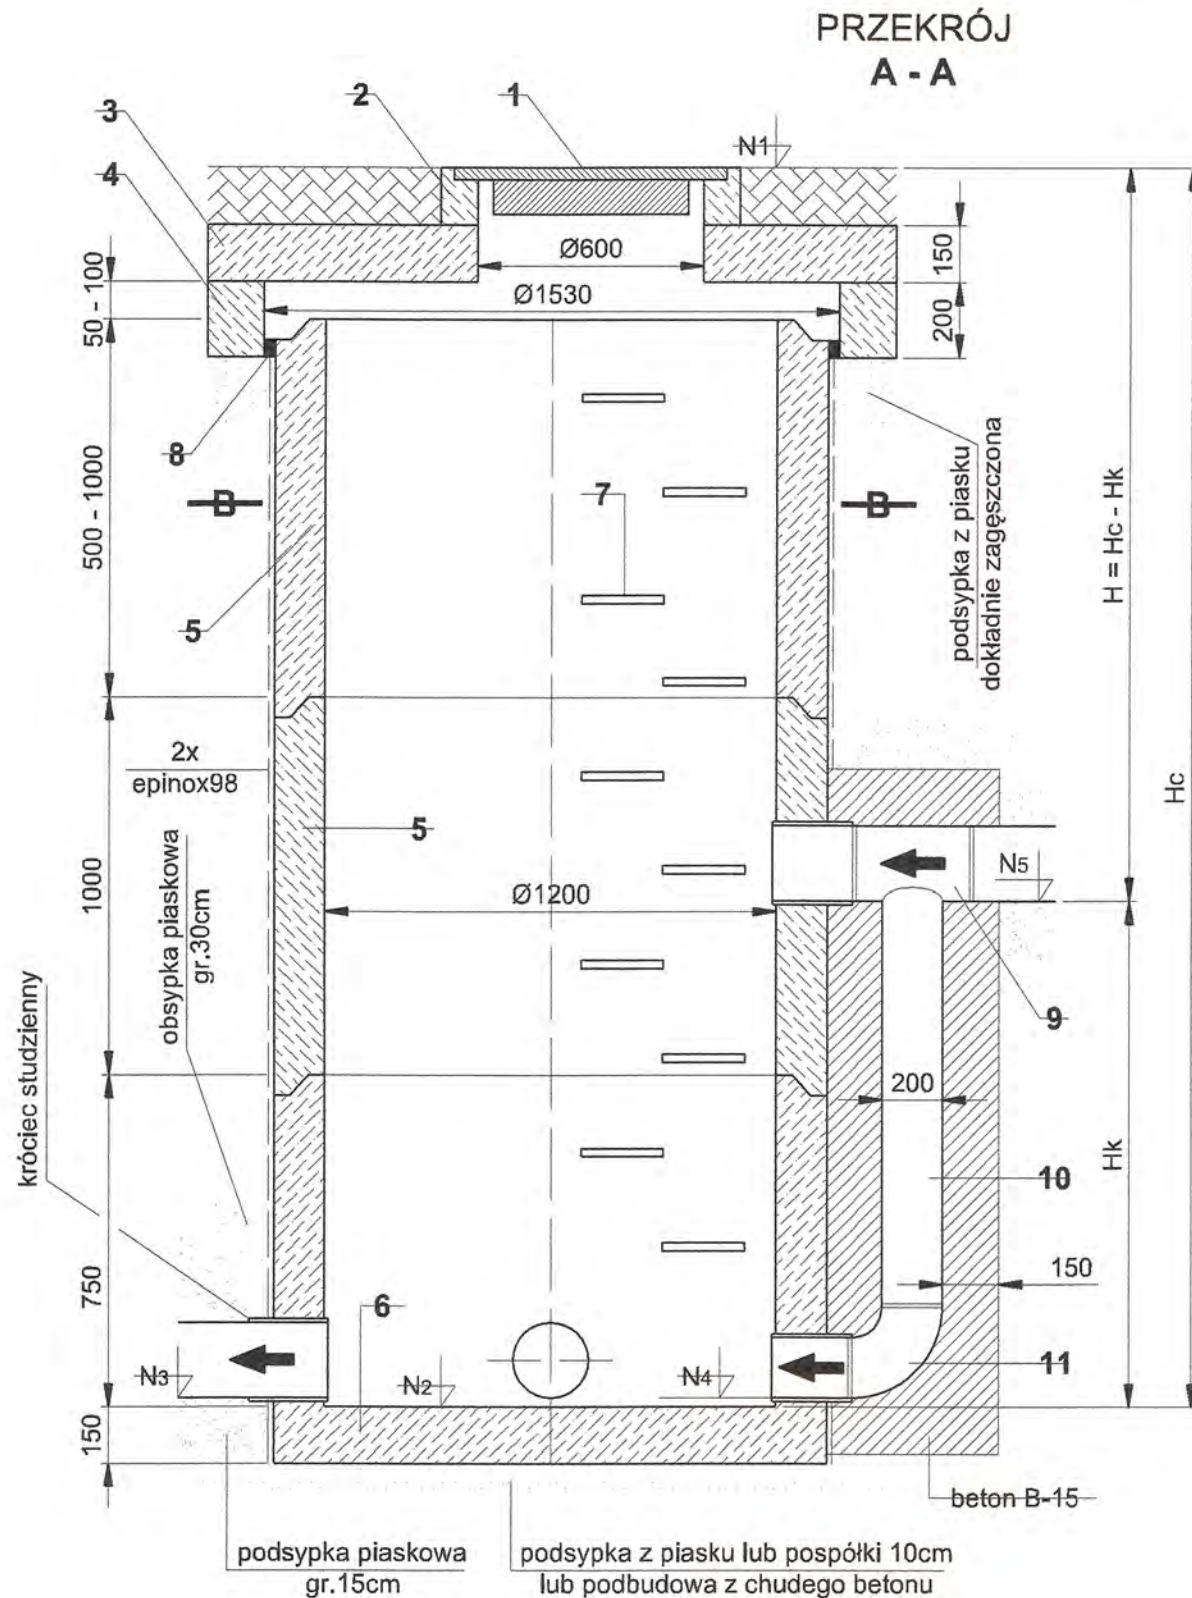 PRZEKRÓJ
A - A
1
2
3
4
N1
Ø600
150
Ø1530
50 - 100
200
8
B
B
7
500 - 1000
5
podsypka z piasku
dokładnie zagęszczona
H = Hc - Hk
2x
epinox98
5
Hc
N5
1000
Ø1200
obsypka piaskowa
gr.30cm
króciec studzienny
9
200
10
Hk
150
750
6
11
N3
N2
N4
150
beton B-15
podsypka piaskowa
gr.15cm
podsypka z piasku lub pospółki 10cm
lub podbudowa z chudego betonu